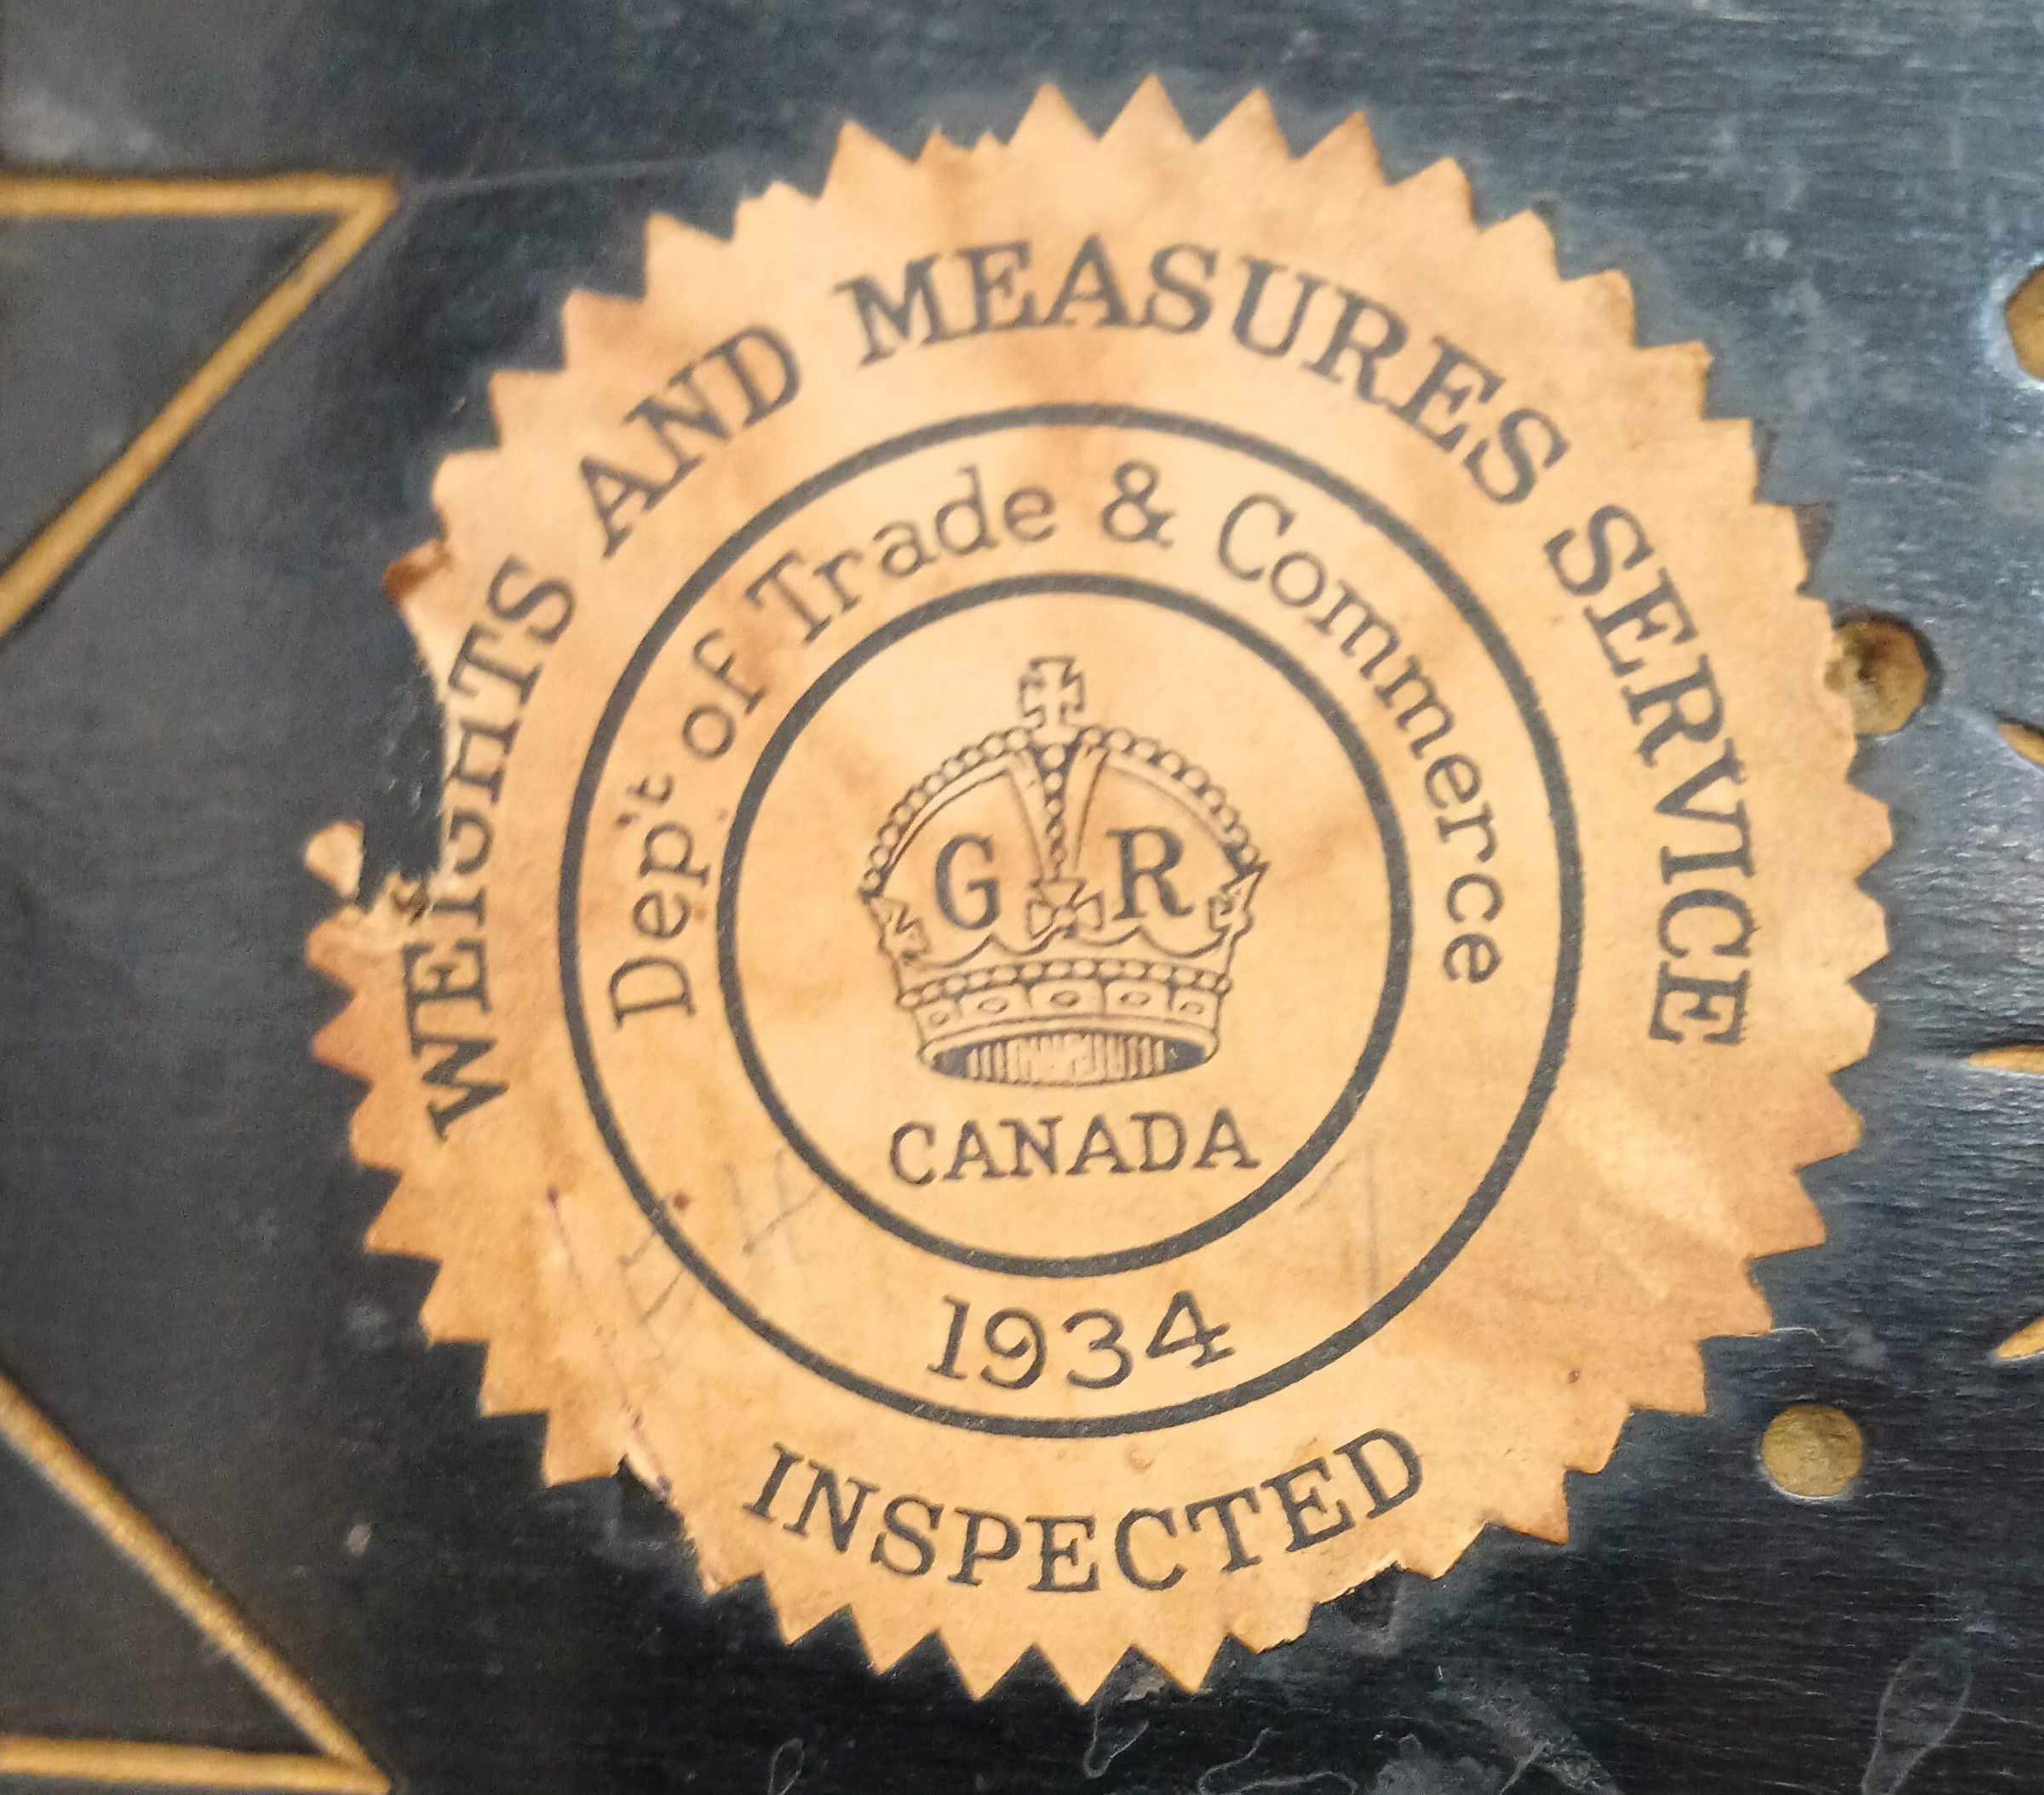 WEIGHTS AND MEASURES SERVICE
Dep't of Trade & Commerce
G R
CANADA
1934
INSPECTED